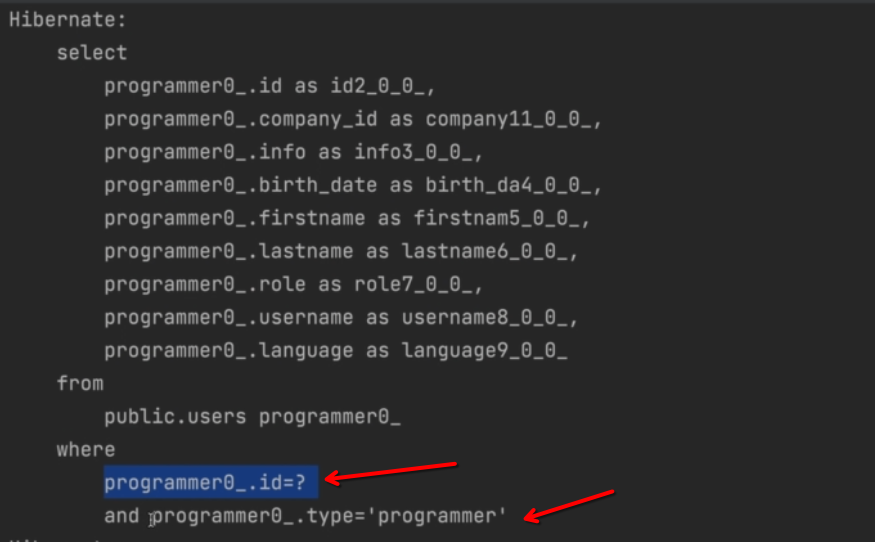 Hibernate:
select
programmer0_.id as id2_0_0_,
programmer0_.company_id as company11_0_0_,
programmer0_.info as info3_0_0_,
programmer0_.birth_date as birth_da4_0_0_,
programmer0_.firstname as firstnam5_0_0_,
programmer0_.lastname as lastname6_0_0_,
programmer0_.role as role7_0_0_,
programmer0_.username as username8_0_0_,
programmer0_.language as language9_0_0_
from
public.users programmer0_
where
programmer0_.id=?
and programmer0_.type='programmer'